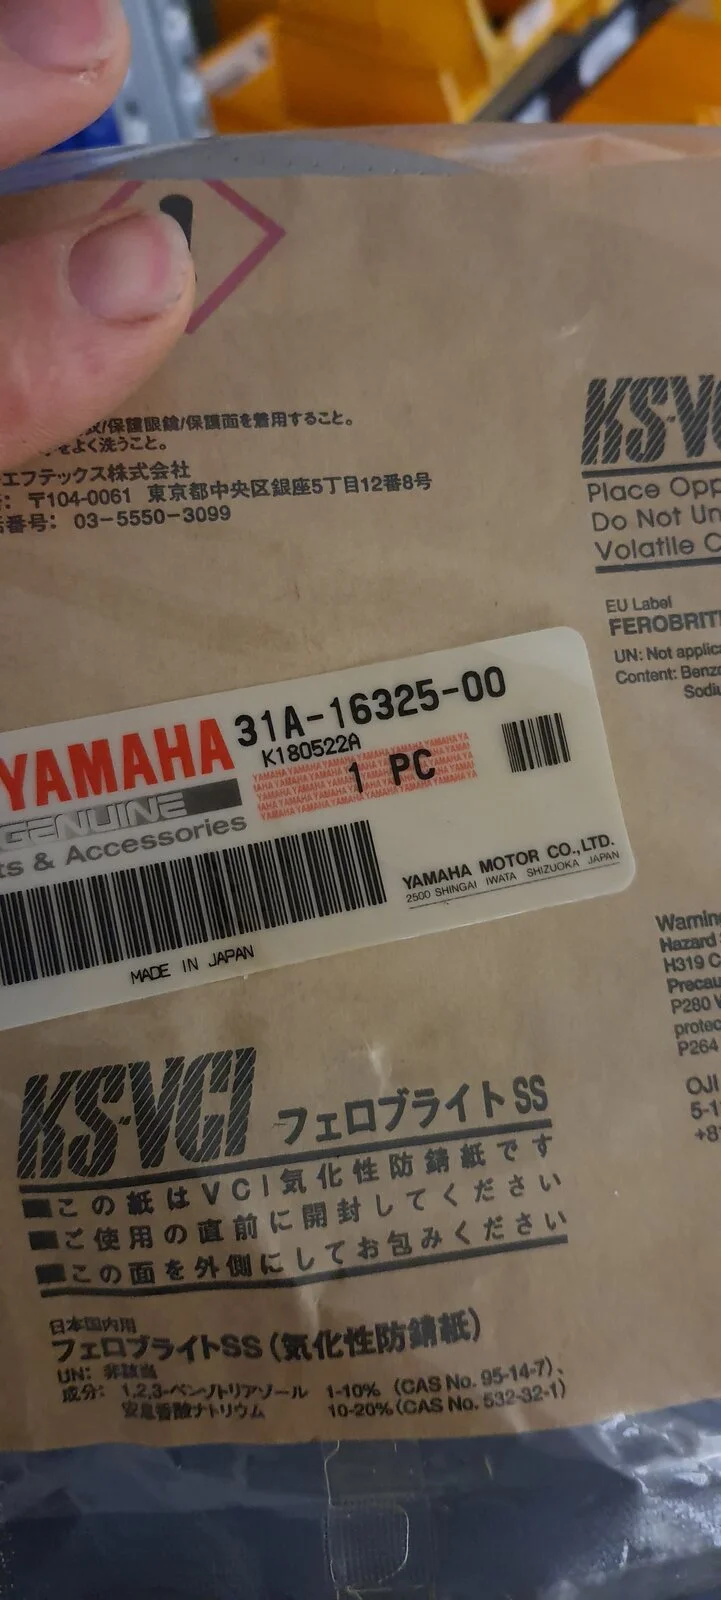 /保護眼鏡/保護面を着用すること。
をよく洗うこと。
エフテックス株式会社
〒104-0061 東京都中央区銀座5丁目12番8号
番号: 03-5550-3099
KS-VC
Place Opp
Do Not Un
Volatile C
EU Label
FEROBRIT
UN: Not applica
Content: Benzo
Sodiu
31A-16325-00
K180522A
YAMAHA
1 PC
GENUINE
ts & Accessories
YAMAHA MOTOR CO.,LTD.
2500 SHINGAI IWATA SHIZUOKA JAPAN
MADE IN JAPAN
Warning
Hazard
H319 C
Precau
P280 W
protec
P264
OJI
5-1
+8
KS-VCI フェロブライトSS
この紙はVCI気化性防錆紙です
ご使用の直前に開封してください
この面を外側にしてお包みください
日本国内用
フェロブライトSS(気化性防錆紙)
UN: 非該当
成分: 1,2,3-ベンゾトリアゾール 1-10% (CAS No. 95-14-7)、
安息香酸ナトリウム 10-20% (CAS No. 532-32-1)